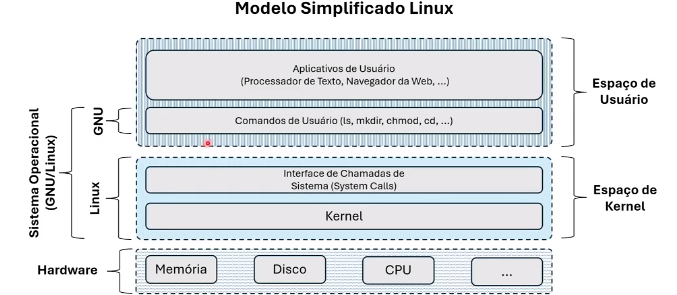 Modelo Simplificado Linux
Aplicativos de Usuário
(Processador de Texto, Navegador da Web, ...)
Comandos de Usuário (ls, mkdir, chmod, cd, ...)
Espaço de
Usuário
GNU
Sistema Operacional
(GNU/Linux)
Linux
Interface de Chamadas de
Sistema (System Calls)
Kernel
Espaço de
Kernel
Hardware
Memória
Disco
CPU
...